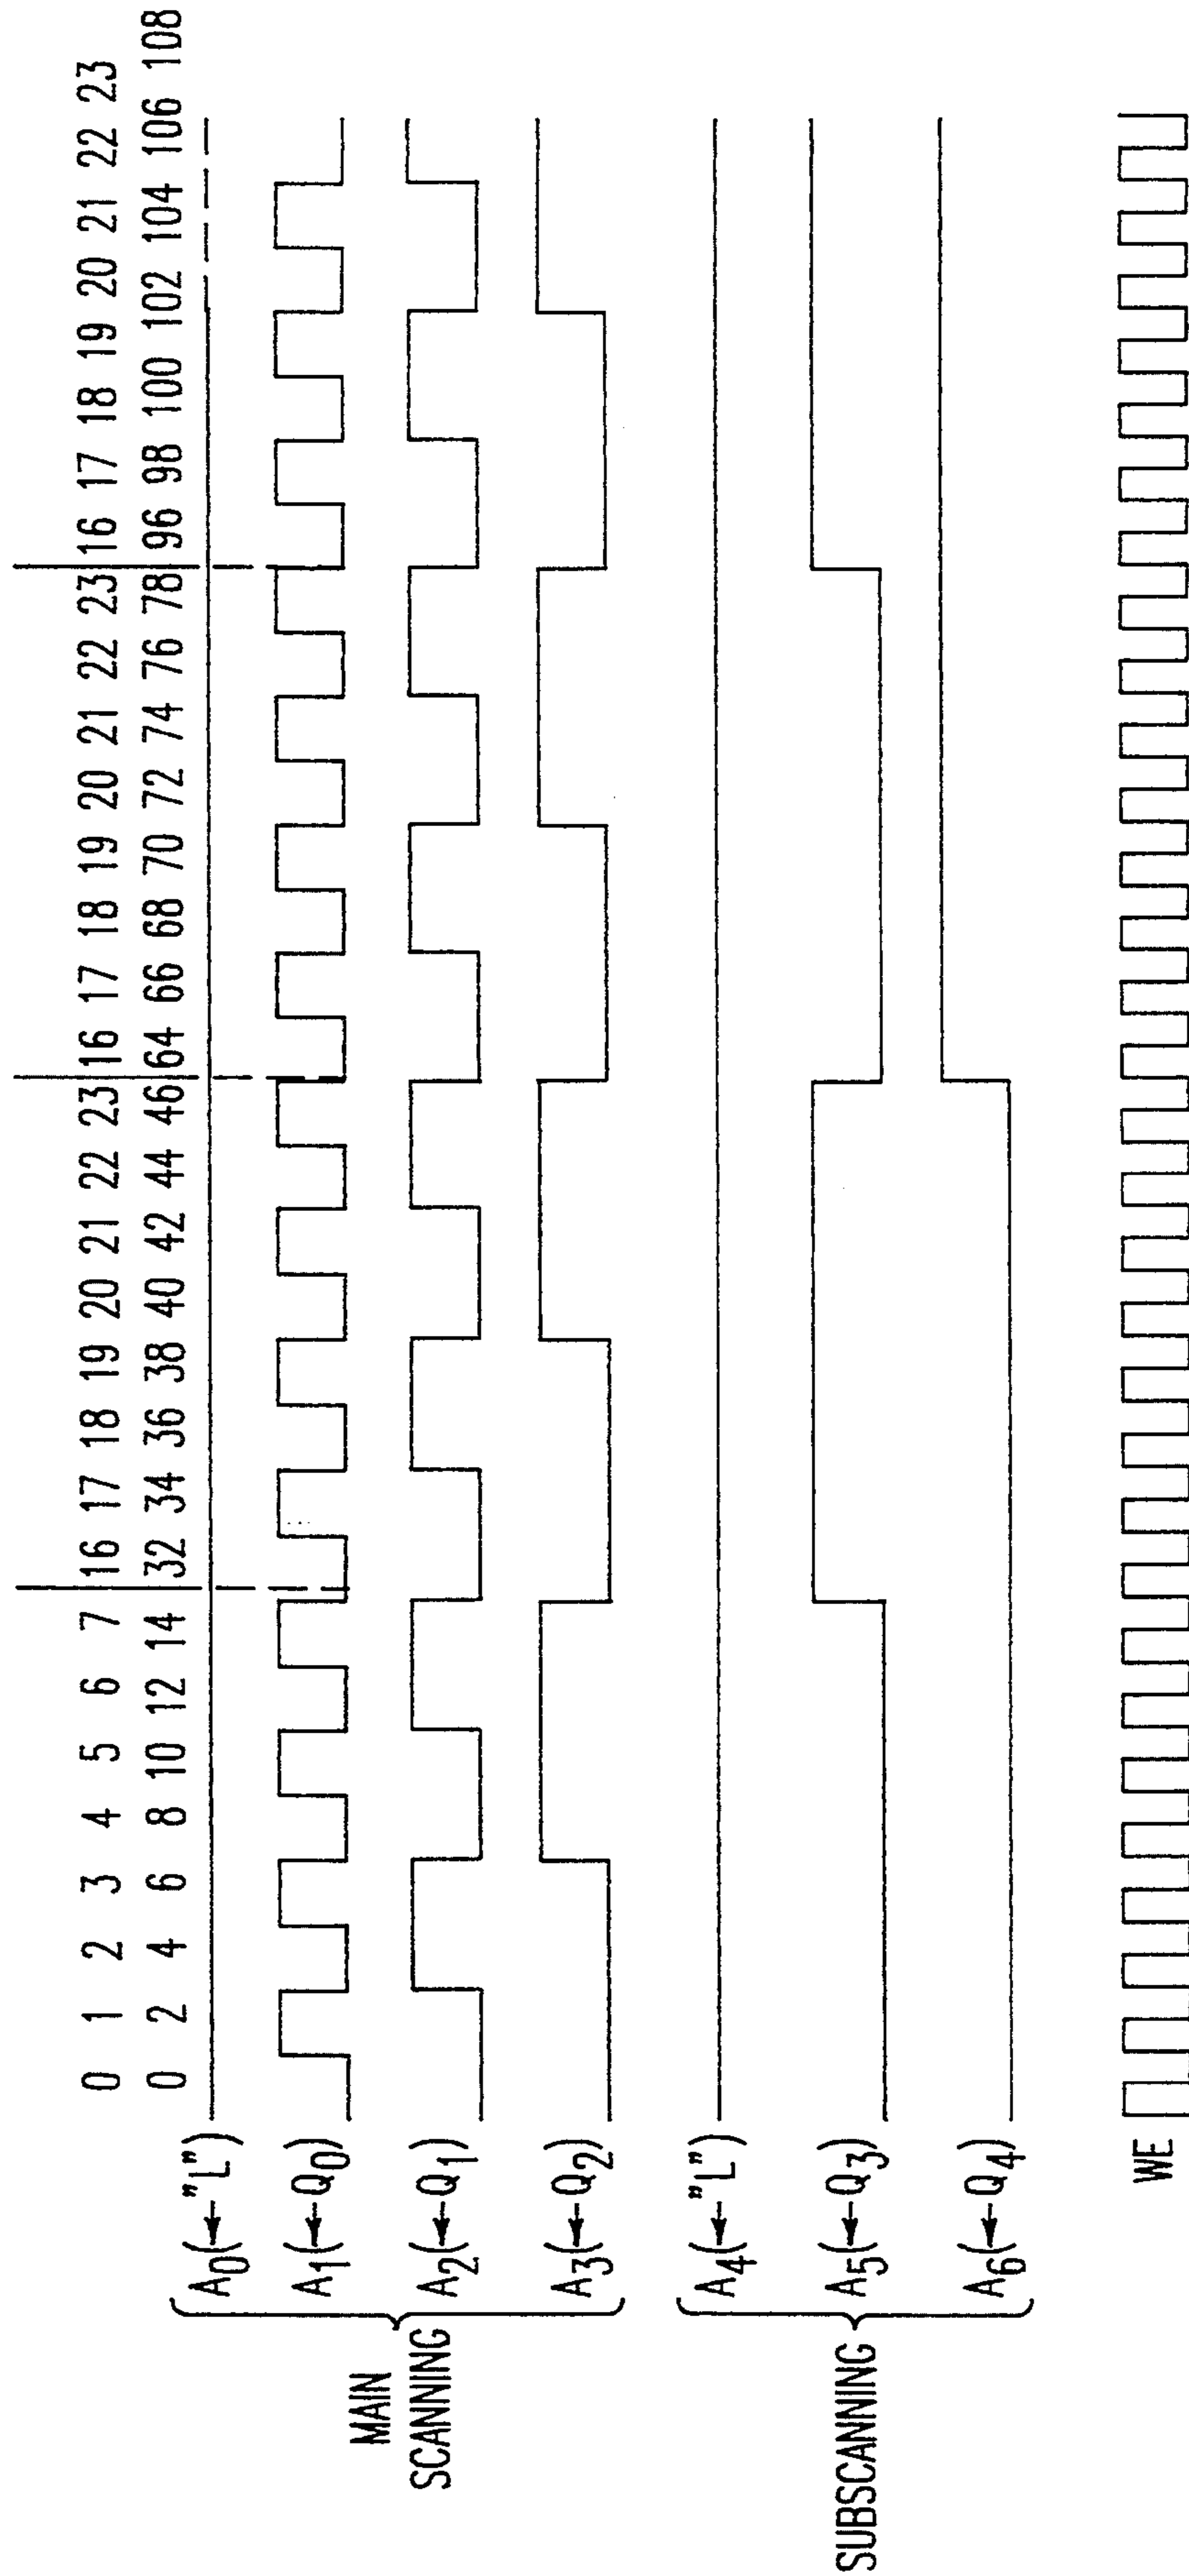 0 1 2 3 4 5 6 7 16 17 18 19 20 21 22 23 16 17 18 19 20 21 22 23 16 17 18 19 20 21 22 23
0 2 4 6 8 10 12 14 32 34 36 38 40 42 44 46 64 66 68 70 72 74 76 78 96 98 100 102 104 106 108
MAIN
SCANNING
A0(←"L")
A1(←Q0)
A2(←Q1)
A3(←Q2)
SUBSCANNING
A4(←"L")
A5(←Q3)
A6(←Q4)
WE